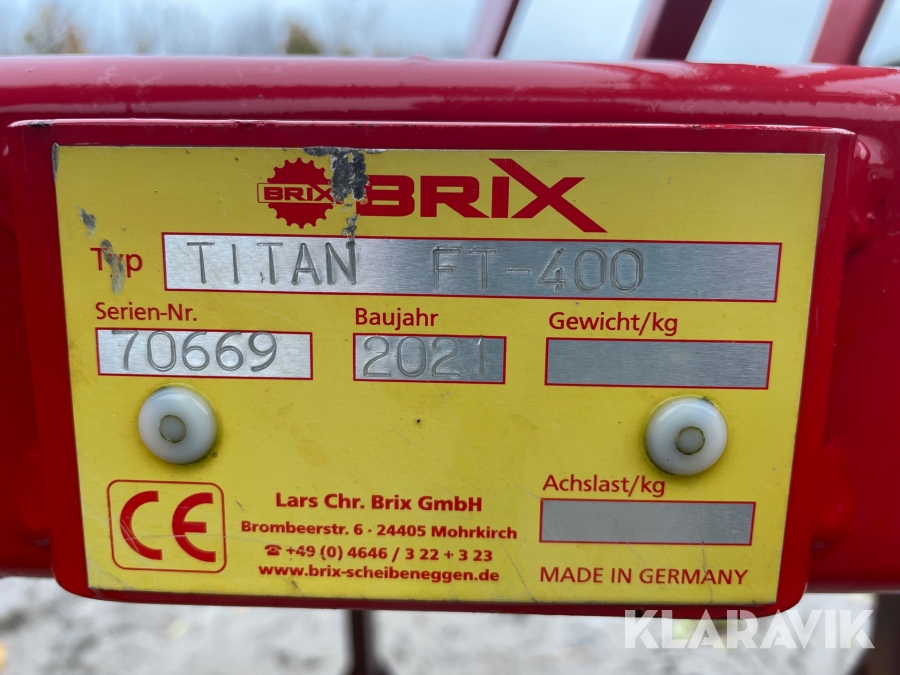 BRIX BRIX
Typ TITAN FT-400
Serien-Nr. Baujahr Gewicht/kg
70669 2021
Achslast/kg
CE
Lars Chr. Brix GmbH
Brombeerstr. 6 · 24405 Mohrkirch
☎ +49 (0) 4646 / 3 22 + 3 23
www.brix-scheibeneggen.de
MADE IN GERMANY
KLARAVIK